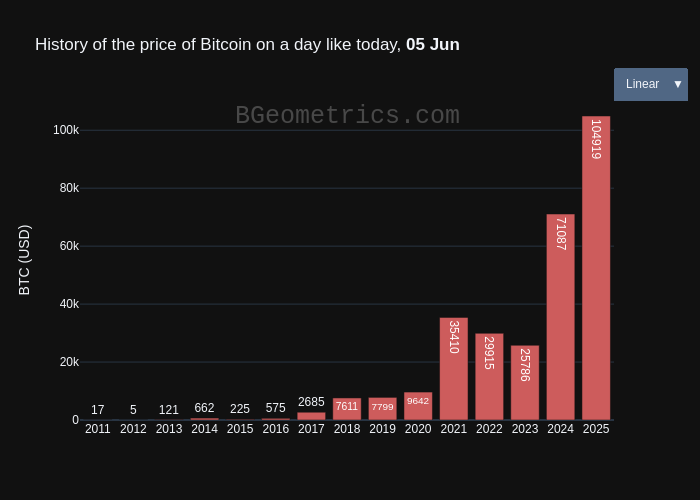 History of the price of Bitcoin on a day like today, 05 Jun
Linear ▼
BGeometrics.com
BTC (USD)
100k
80k
60k
40k
20k
0
17 5 121 662 225 575 2685 7611 7799 9642 35410 29915 25786 71087 104919
2011 2012 2013 2014 2015 2016 2017 2018 2019 2020 2021 2022 2023 2024 2025